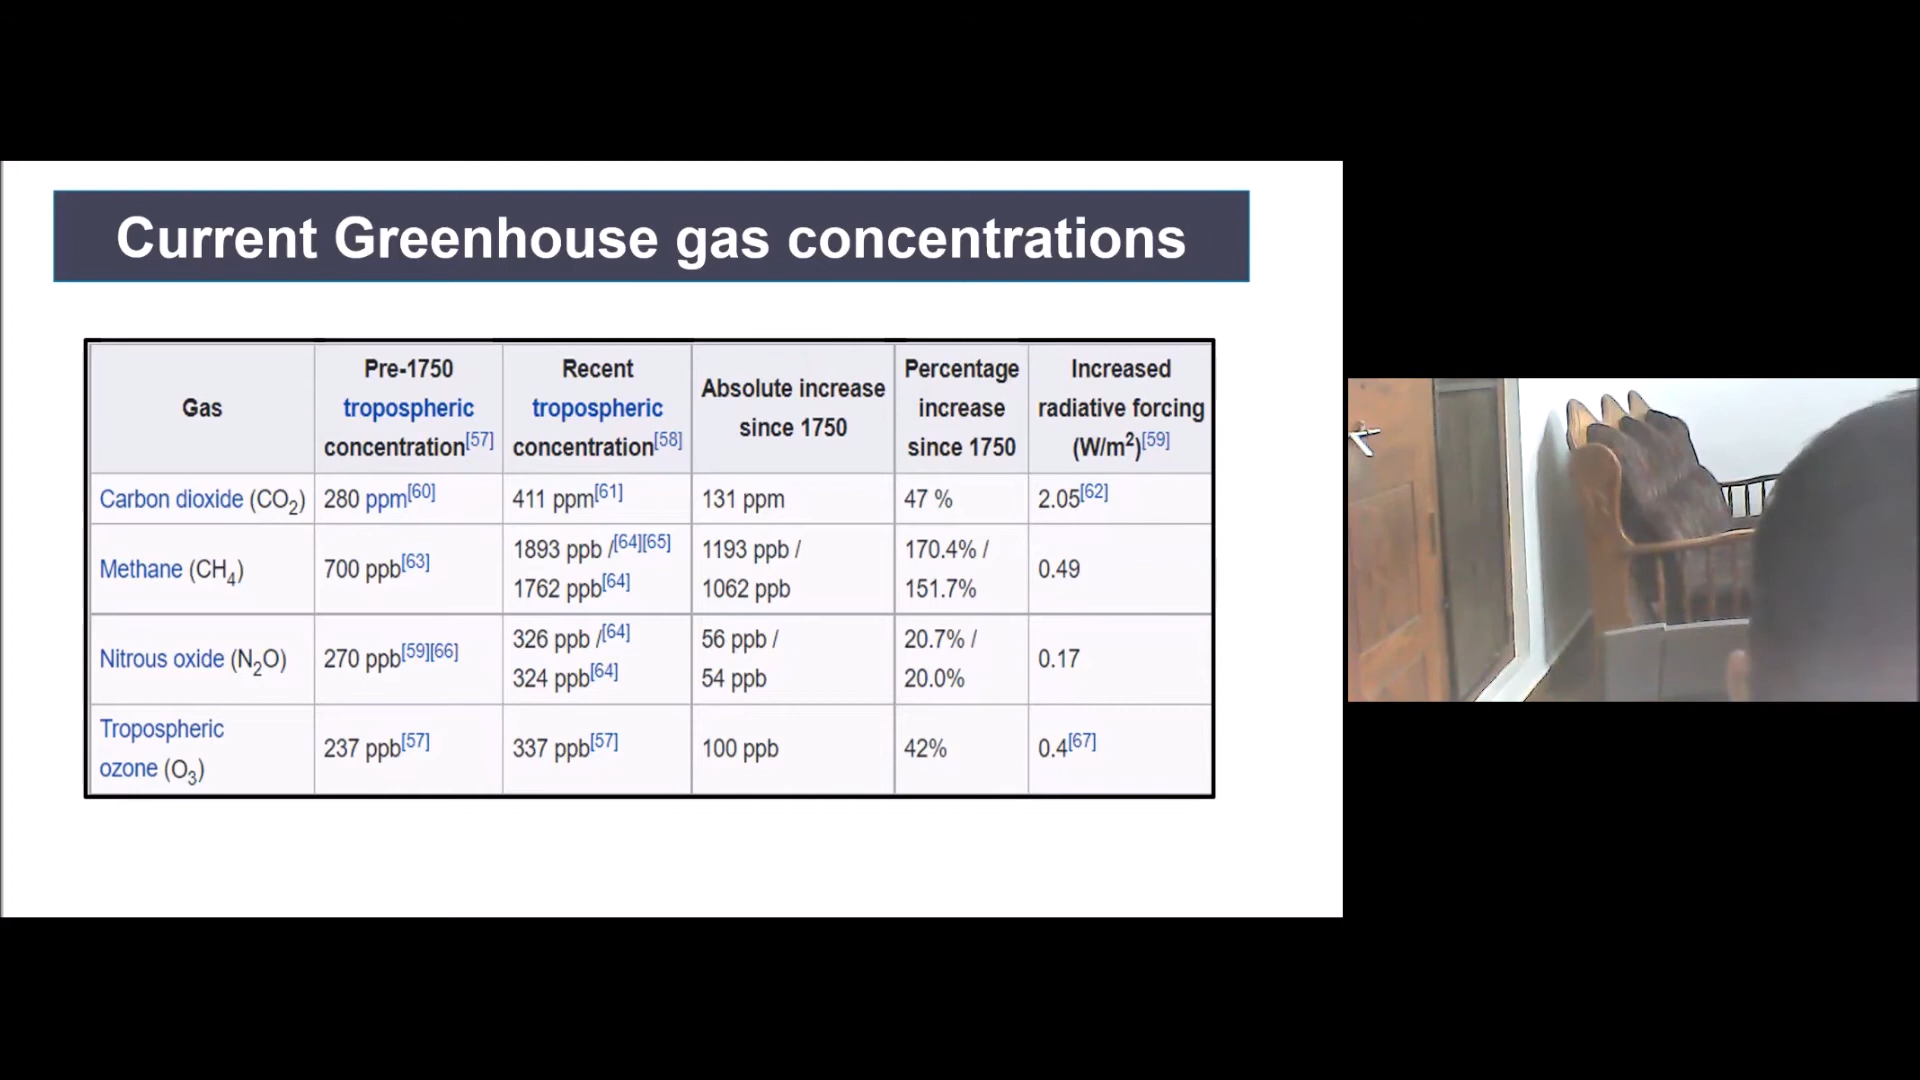 Current Greenhouse gas concentrations
Gas
Pre-1750
tropospheric
concentration[57]
Recent
tropospheric
concentration[58]
Absolute increase
since 1750
Percentage
increase
since 1750
Increased
radiative forcing
(W/m²)[59]
Carbon dioxide (CO₂)
280 ppm[60]
411 ppm[61]
131 ppm
47 %
2.05[62]
Methane (CH₄)
700 ppb[63]
1893 ppb /[64][65]
1762 ppb[64]
1193 ppb /
1062 ppb
170.4% /
151.7%
0.49
Nitrous oxide (N₂O)
270 ppb[59][66]
326 ppb /[64]
324 ppb[64]
56 ppb /
54 ppb
20.7% /
20.0%
0.17
Tropospheric
ozone (O₃)
237 ppb[57]
337 ppb[57]
100 ppb
42%
0.4[67]